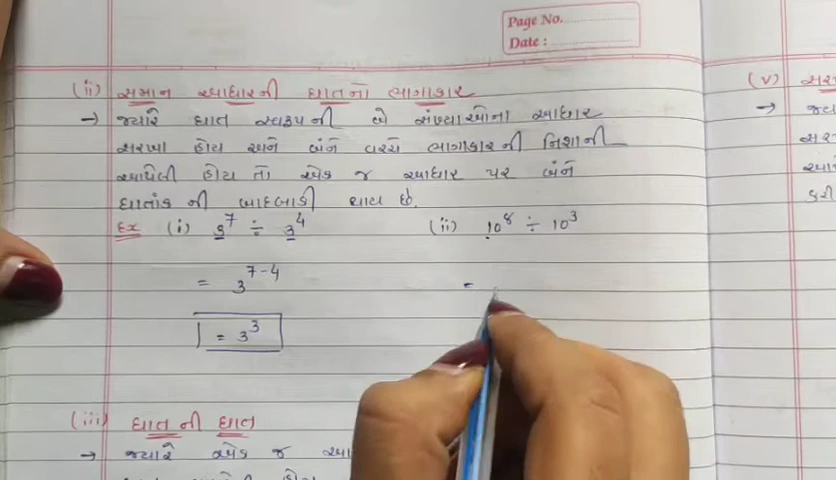 Page No.
Date :
(ii) સમાન આધારની ઘાતનો ભાગાકાર
→ જ્યારે ઘાત સ્વરૂપની બે સંખ્યાઓના આધાર
સરખા હોય અને બંને વચ્ચે ભાગાકારની નિશાની
આપેલી હોય તો એક જ આધાર પર બંને
ઘાતાંક ની બાદબાકી થાય છે.
Ex (i) 3⁷ ÷ 3⁴ (ii) 10⁸ ÷ 10³
= 3⁷⁻⁴ =
= 3³
(iii) ઘાત ની ઘાત
→ જ્યારે એક જ
(v)
→